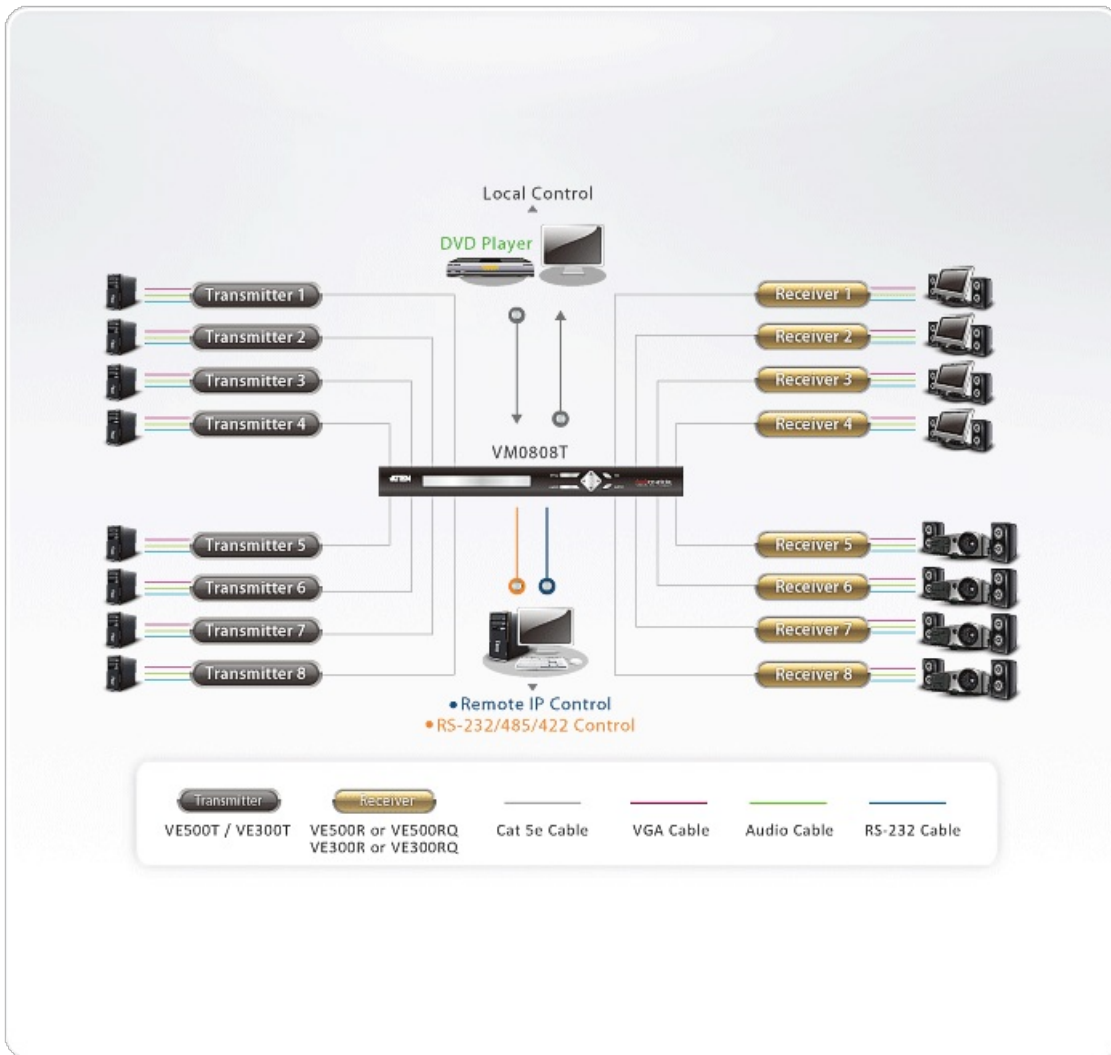 Local Control
DVD Player
Transmitter 1
Transmitter 2
Transmitter 3
Transmitter 4
Receiver 1
Receiver 2
Receiver 3
Receiver 4
VM0808T
ATEN
Transmitter 5
Transmitter 6
Transmitter 7
Transmitter 8
Receiver 5
Receiver 6
Receiver 7
Receiver 8
•Remote IP Control
•RS-232/485/422 Control
Transmitter
VE500T / VE300T
Receiver
VE500R or VE500RQ
VE300R or VE300RQ
Cat 5e Cable
VGA Cable
Audio Cable
RS-232 Cable